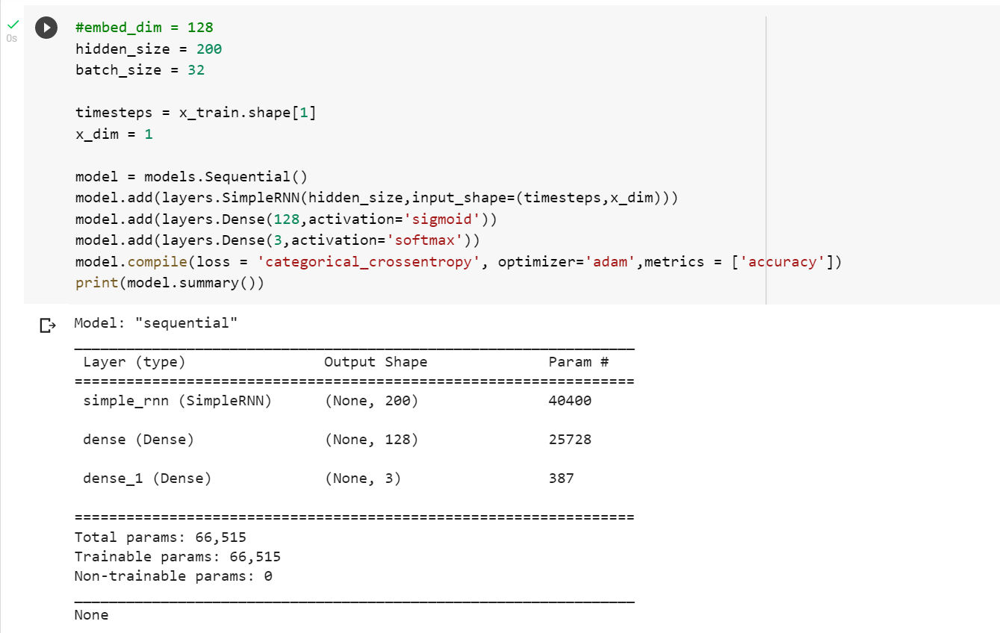 #embed_dim = 128
0s
hidden_size = 200
batch_size = 32
timesteps = x_train.shape[1]
x_dim = 1
model = models.Sequential()
model.add(layers.SimpleRNN(hidden_size,input_shape=(timesteps,x_dim)))
model.add(layers.Dense(128,activation='sigmoid'))
model.add(layers.Dense(3,activation='softmax'))
model.compile(loss = 'categorical_crossentropy', optimizer='adam',metrics = ['accuracy'])
print(model.summary())
Model: "sequential"
_________________________________________________________________
Layer (type) Output Shape Param #
=================================================================
simple_rnn (SimpleRNN) (None, 200) 40400
dense (Dense) (None, 128) 25728
dense_1 (Dense) (None, 3) 387
=================================================================
Total params: 66,515
Trainable params: 66,515
Non-trainable params: 0
_________________________________________________________________
None